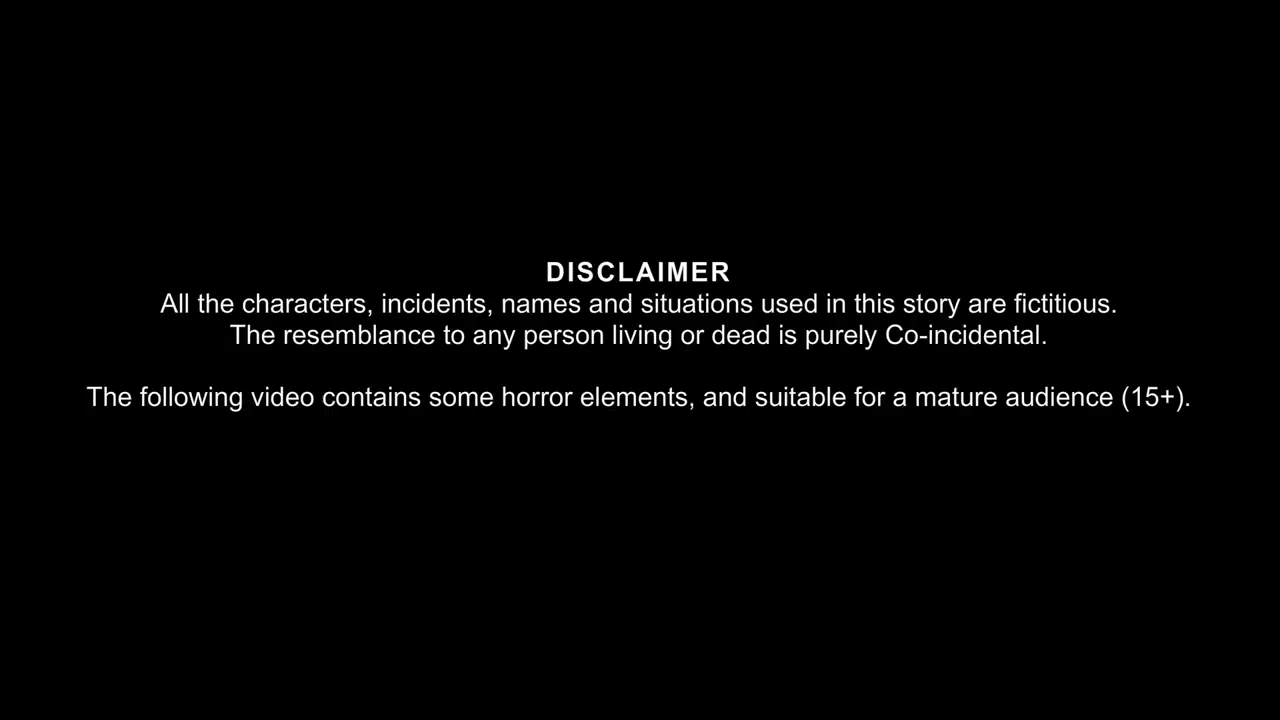 DISCLAIMER
All the characters, incidents, names and situations used in this story are fictitious.
The resemblance to any person living or dead is purely Co-incidental.
The following video contains some horror elements, and suitable for a mature audience (15+).